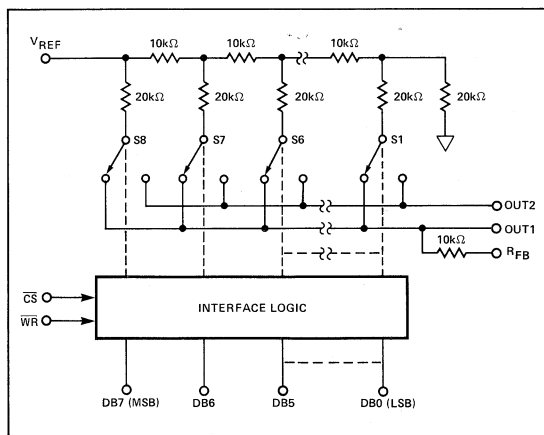 VREF
10kΩ 10kΩ 10kΩ
20kΩ 20kΩ 20kΩ 20kΩ 20kΩ
S8 S7 S6 S1
OUT2
OUT1
10kΩ
RFB
CS
WR
INTERFACE LOGIC
DB7 (MSB) DB6 DB5 DB0 (LSB)